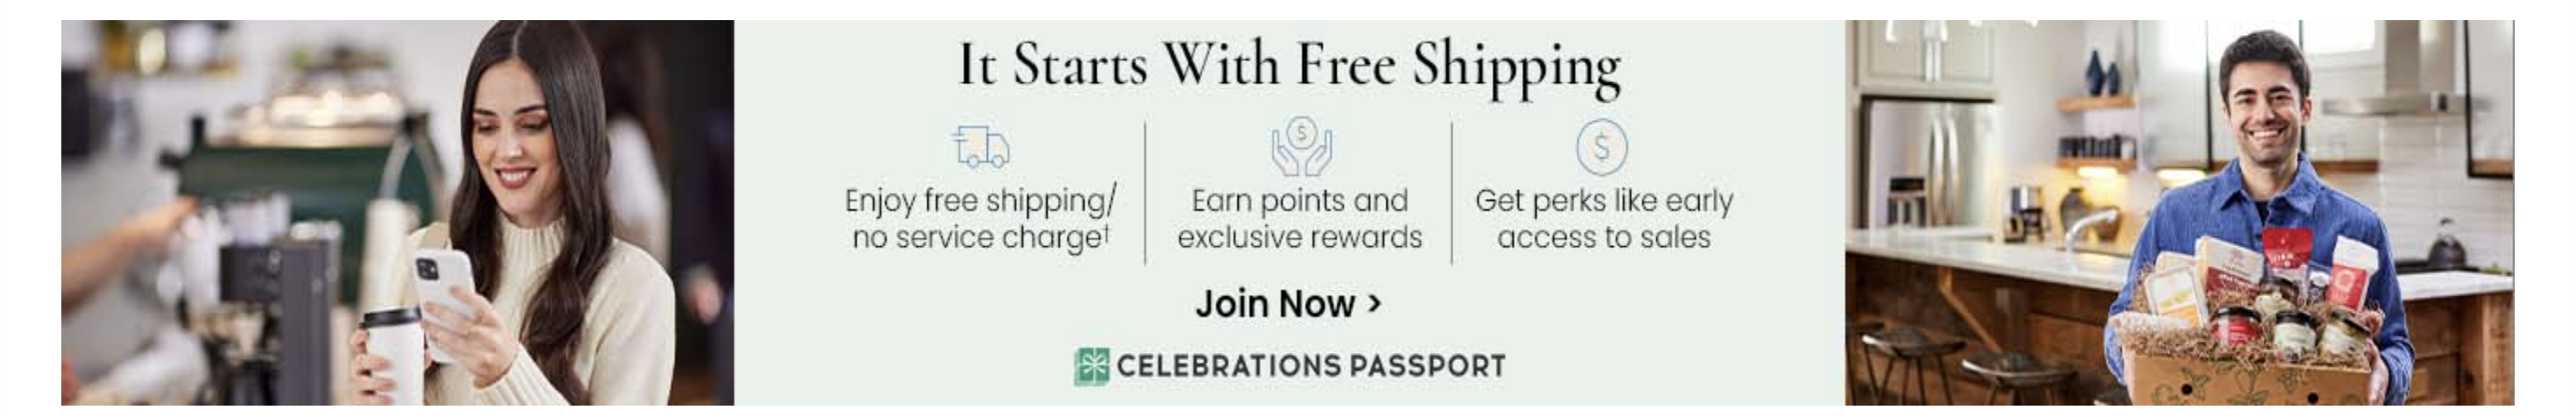 It Starts With Free Shipping
Enjoy free shipping/
no service charge†
Earn points and
exclusive rewards
Get perks like early
access to sales
Join Now >
CELEBRATIONS PASSPORT